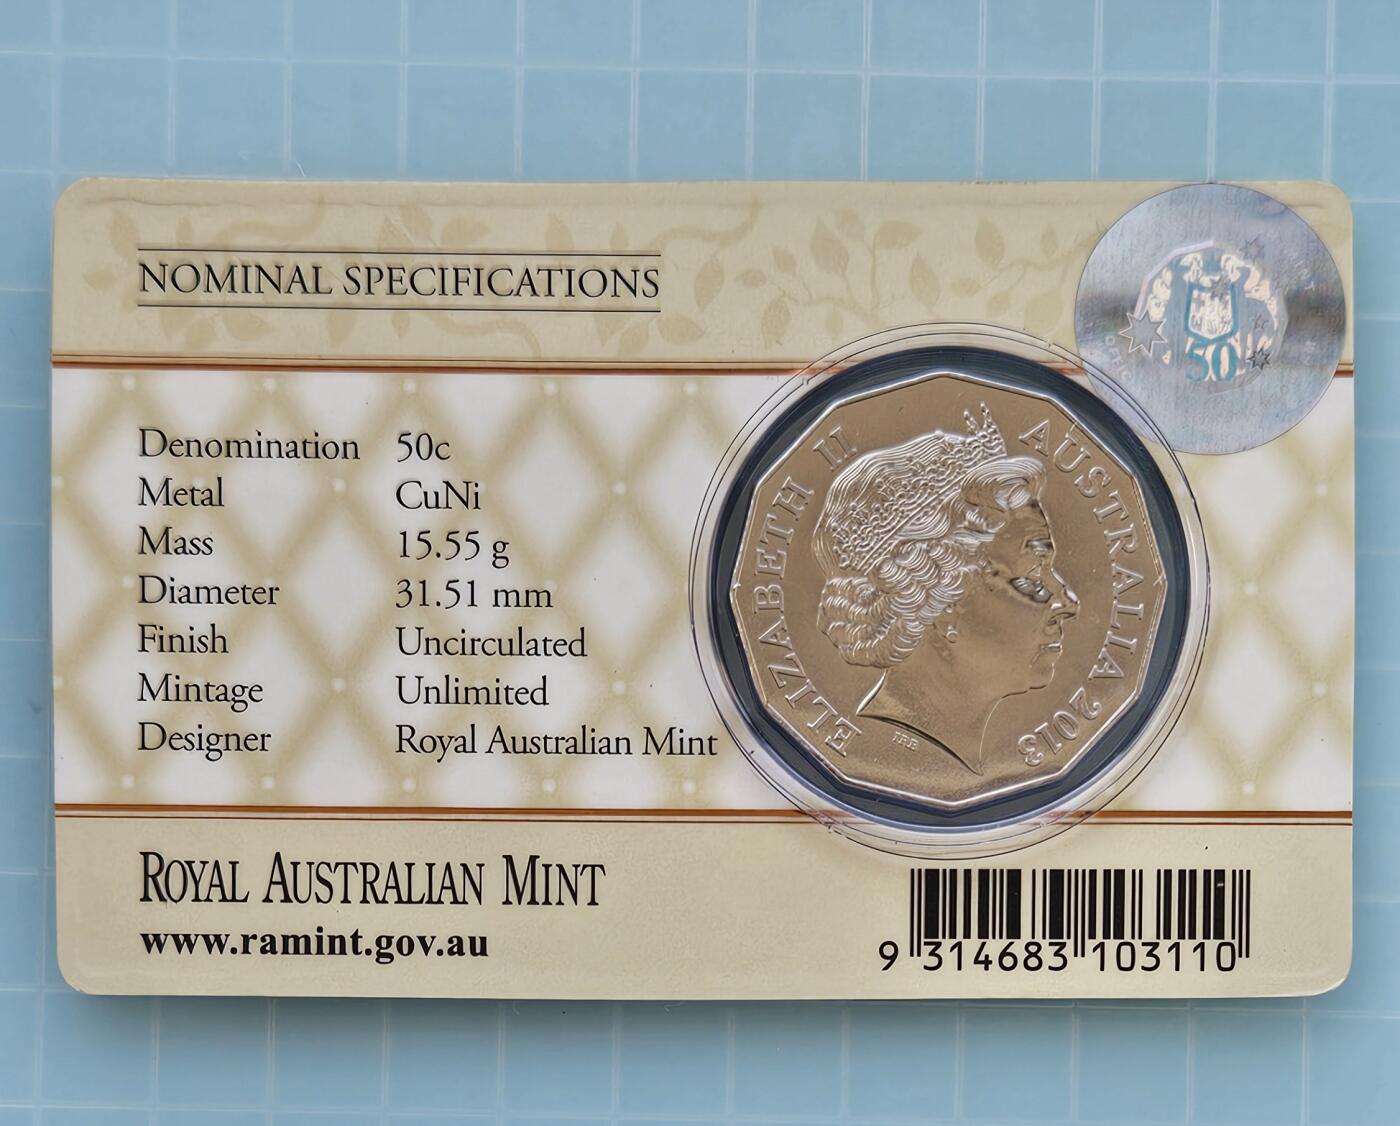 NOMINAL SPECIFICATIONS
Denomination 50c
Metal CuNi
Mass 15.55 g
Diameter 31.51 mm
Finish Uncirculated
Mintage Unlimited
Designer Royal Australian Mint
ELIZABETH II
AUSTRALIA 2013
IRB
50
ROYAL AUSTRALIAN MINT
www.ramint.gov.au
9 314683 103110